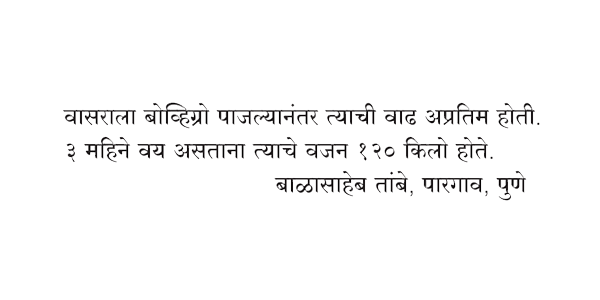 वासराला बोव्हिग्रो पाजल्यानंतर त्याची वाढ अप्रतिम होती.
३ महिने वय असताना त्याचे वजन १२० किलो होते.
बाळासाहेब तांबे, पारगाव, पुणे